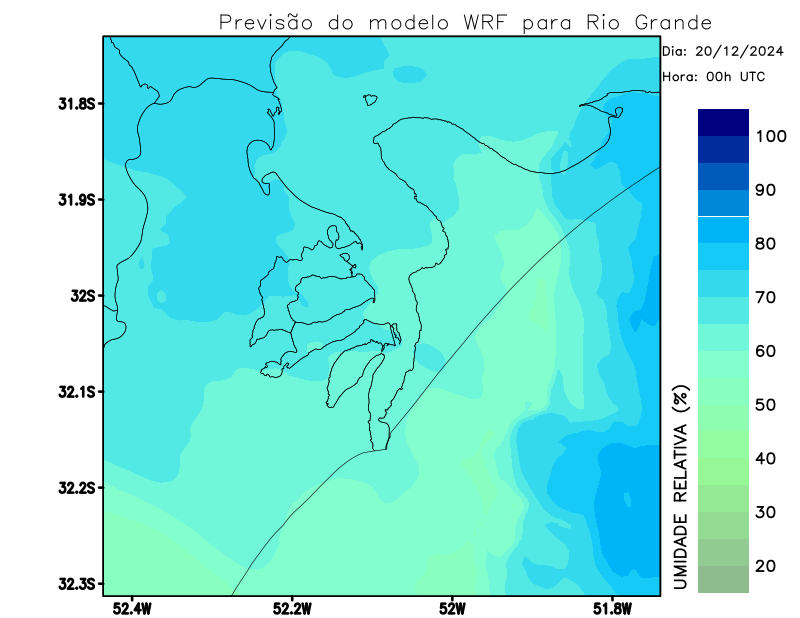 Previsão do modelo WRF para Rio Grande
Dia: 20/12/2024
Hora: 00h UTC
31.8S
31.9S
32S
32.1S
32.2S
32.3S
52.4W
52.2W
52W
51.8W
100
90
80
70
60
50
40
30
20
UMIDADE RELATIVA (%)